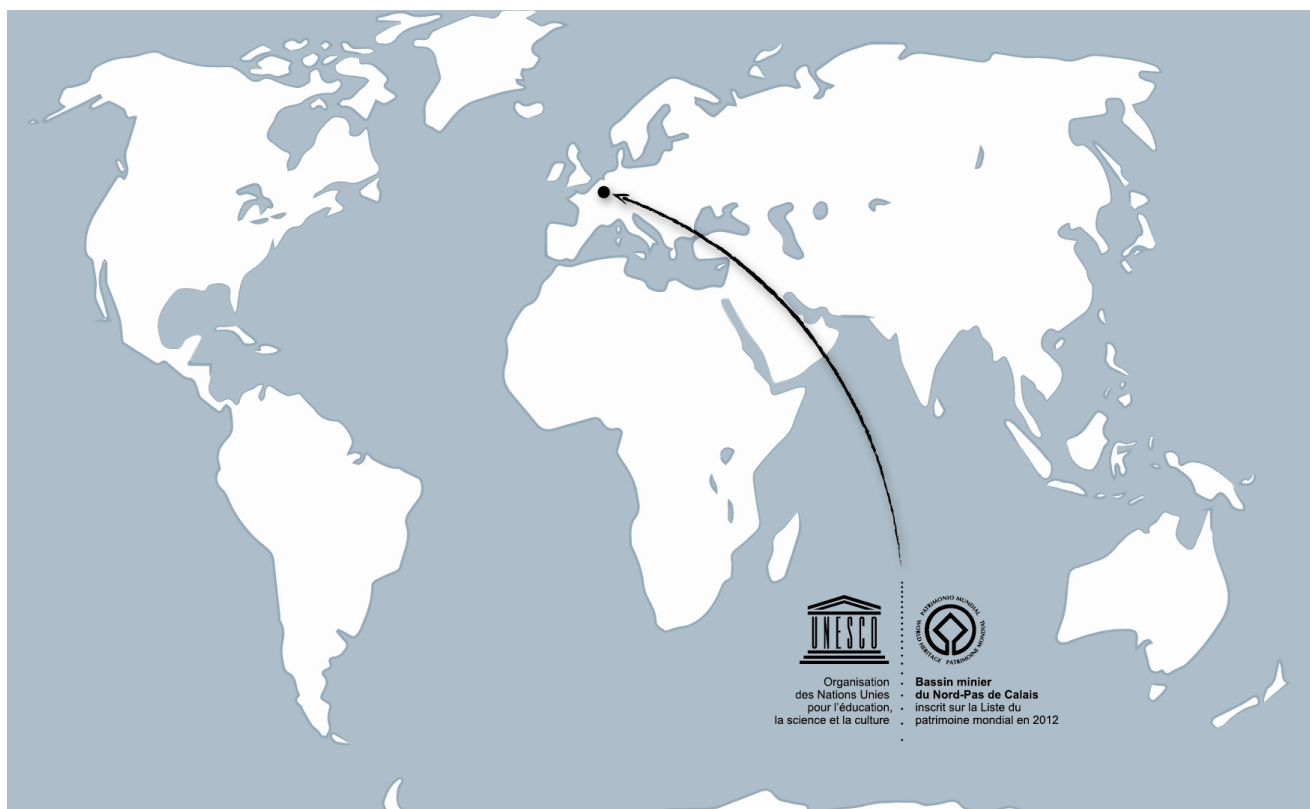 UNESCO
PATRIMONIO MUNDIAL
WORLD HERITAGE
PATRIMOINE MONDIAL
Organisation
des Nations Unies
pour l'éducation,
la science et la culture
Bassin minier
du Nord-Pas de Calais
inscrit sur la Liste du
patrimoine mondial en 2012